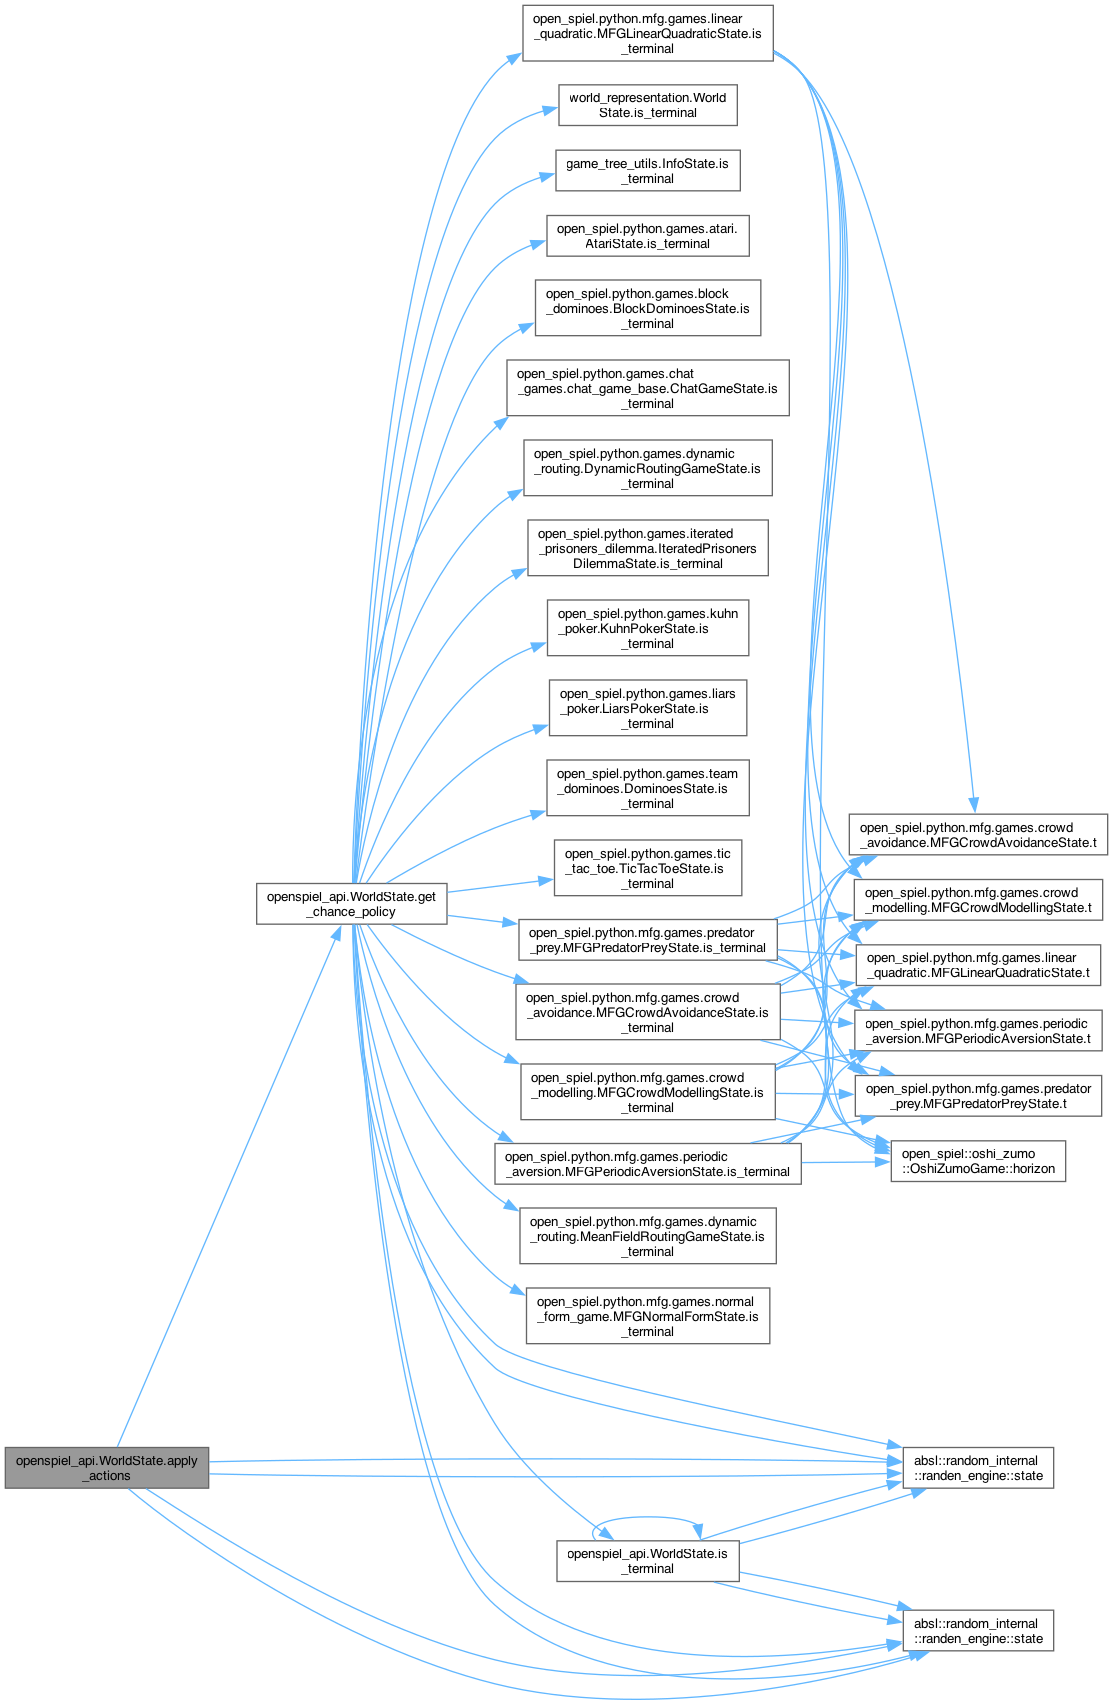 open_spiel.python.mfg.games.linear
_quadratic.MFGLinearQuadraticState.is
_terminal
world_representation.World
State.is_terminal
game_tree_utils.InfoState.is
_terminal
open_spiel.python.games.atari.
AtariState.is_terminal
open_spiel.python.games.block
_dominoes.BlockDominoesState.is
_terminal
open_spiel.python.games.chat
_games.chat_game_base.ChatGameState.is
_terminal
open_spiel.python.games.dynamic
_routing.DynamicRoutingGameState.is
_terminal
open_spiel.python.games.iterated
_prisoners_dilemma.IteratedPrisoners
DilemmaState.is_terminal
open_spiel.python.games.kuhn
_poker.KuhnPokerState.is
_terminal
open_spiel.python.games.liars
_poker.LiarsPokerState.is
_terminal
open_spiel.python.games.team
_dominoes.DominoesState.is
_terminal
open_spiel.python.games.tic
_tac_toe.TicTacToeState.is
_terminal
openspiel_api.WorldState.get
_chance_policy
open_spiel.python.mfg.games.predator
_prey.MFGPredatorPreyState.is_terminal
open_spiel.python.mfg.games.crowd
_avoidance.MFGCrowdAvoidanceState.is
_terminal
open_spiel.python.mfg.games.crowd
_modelling.MFGCrowdModellingState.is
_terminal
open_spiel.python.mfg.games.periodic
_aversion.MFGPeriodicAversionState.is_terminal
open_spiel.python.mfg.games.dynamic
_routing.MeanFieldRoutingGameState.is
_terminal
open_spiel.python.mfg.games.normal
_form_game.MFGNormalFormState.is
_terminal
open_spiel.python.mfg.games.crowd
_avoidance.MFGCrowdAvoidanceState.t
open_spiel.python.mfg.games.crowd
_modelling.MFGCrowdModellingState.t
open_spiel.python.mfg.games.linear
_quadratic.MFGLinearQuadraticState.t
open_spiel.python.mfg.games.periodic
_aversion.MFGPeriodicAversionState.t
open_spiel.python.mfg.games.predator
_prey.MFGPredatorPreyState.t
open_spiel::oshi_zumo
::OshiZumoGame::horizon
openspiel_api.WorldState.apply
_actions
absl::random_internal
::randen_engine::state
openspiel_api.WorldState.is
_terminal
absl::random_internal
::randen_engine::state